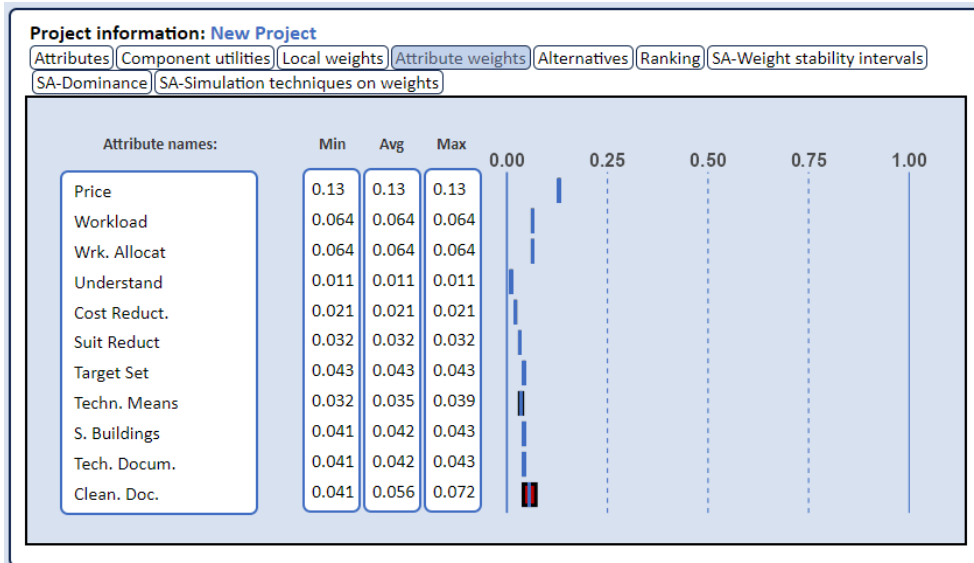 Project information: New Project
Attributes Component utilities Local weights Attribute weights Alternatives Ranking SA-Weight stability intervals
SA-Dominance SA-Simulation techniques on weights
Attribute names: Min Avg Max
0.00 0.25 0.50 0.75 1.00
Price 0.13 0.13 0.13
Workload 0.064 0.064 0.064
Wrk. Allocat 0.064 0.064 0.064
Understand 0.011 0.011 0.011
Cost Reduct. 0.021 0.021 0.021
Suit Reduct 0.032 0.032 0.032
Target Set 0.043 0.043 0.043
Techn. Means 0.032 0.035 0.039
S. Buildings 0.041 0.042 0.043
Tech. Docum. 0.041 0.042 0.043
Clean. Doc. 0.041 0.056 0.072